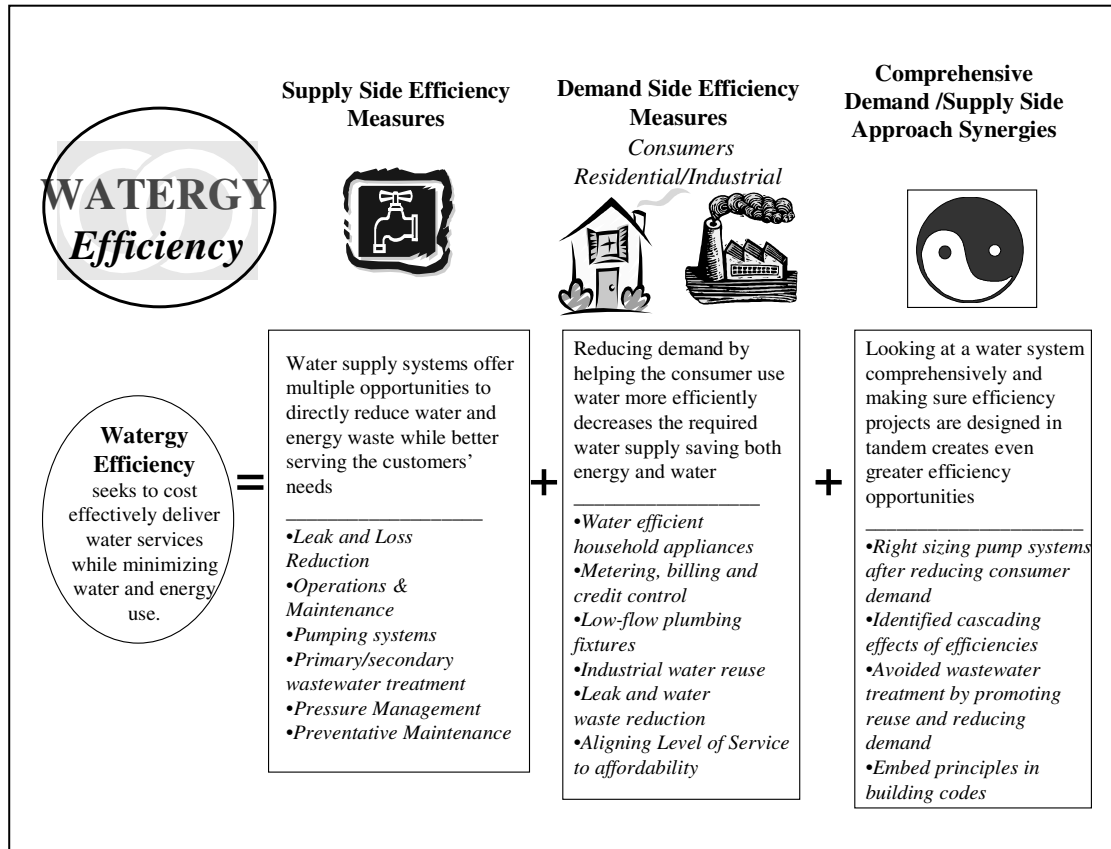 WATERGY
Efficiency
Supply Side Efficiency
Measures
Demand Side Efficiency
Measures
Consumers
Residential/Industrial
Comprehensive
Demand /Supply Side
Approach Synergies
Watergy
Efficiency
seeks to cost
effectively deliver
water services
while minimizing
water and energy
use.
=
Water supply systems offer
multiple opportunities to
directly reduce water and
energy waste while better
serving the customers’
needs
____________________
•Leak and Loss
Reduction
•Operations &
Maintenance
•Pumping systems
•Primary/secondary
wastewater treatment
•Pressure Management
•Preventative Maintenance
+
Reducing demand by
helping the consumer use
water more efficiently
decreases the required
water supply saving both
energy and water
___________________
•Water efficient
household appliances
•Metering, billing and
credit control
•Low-flow plumbing
fixtures
•Industrial water reuse
•Leak and water
waste reduction
•Aligning Level of Service
to affordability
+
Looking at a water system
comprehensively and
making sure efficiency
projects are designed in
tandem creates even
greater efficiency
opportunities
______________________
•Right sizing pump systems
after reducing consumer
demand
•Identified cascading
effects of efficiencies
•Avoided wastewater
treatment by promoting
reuse and reducing
demand
•Embed principles in
building codes